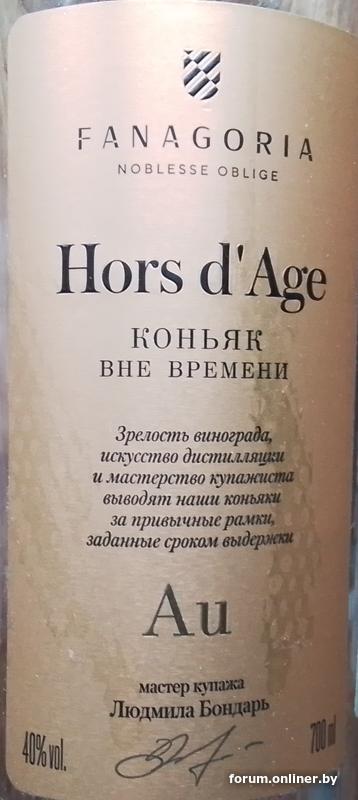 FANAGORIA
NOBLESSE OBLIGE
Hors d'Age
КОНЬЯК
ВНЕ ВРЕМЕНИ
Зрелость винограда,
искусство дистилляции
и мастерство купажиста
выводят наши коньяки
за привычные рамки,
заданные сроком выдержки
Au
мастер купажа
Людмила Бондарь
40% vol.
700 ml
forum.onliner.by